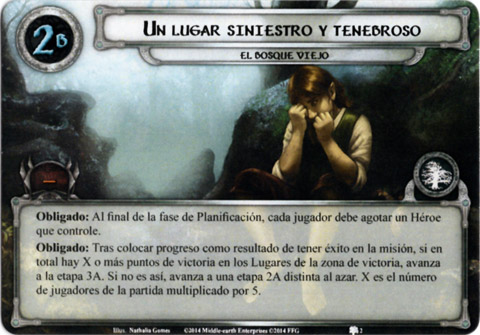 2B
UN LUGAR SINIESTRO Y TENEBROSO
EL BOSQUE VIEJO
Obligado: Al final de la fase de Planificación, cada jugador debe agotar un Héroe
que controle.
Obligado: Tras colocar progreso como resultado de tener éxito en la misión, si en
total hay X o más puntos de victoria en los Lugares de la zona de victoria, avanza
a la etapa 3A. Si no es así, avanza a una etapa 2A distinta al azar. X es el número
de jugadores de la partida multiplicado por 5.
Illus. Nathalia Gomes ©2014 Middle-earth Enterprises ©2014 FFG 2